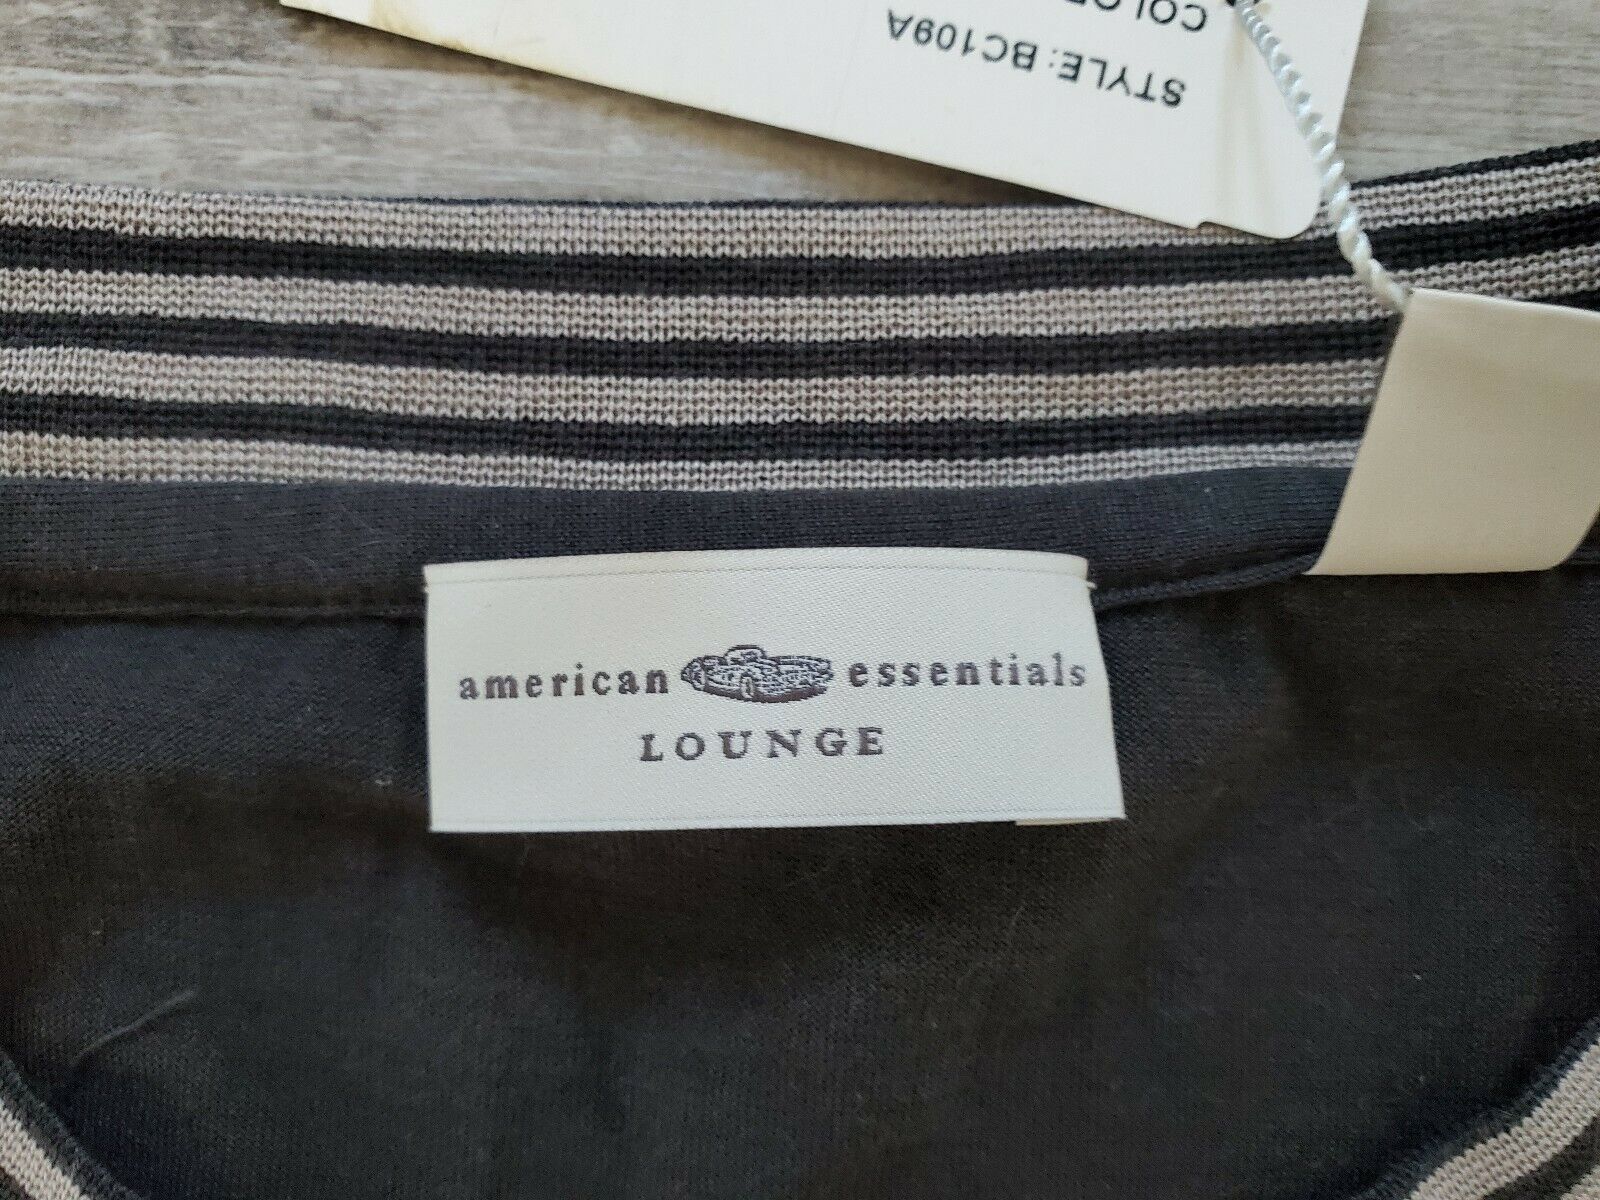 STYLE: BC109A
american essentials
LOUNGE